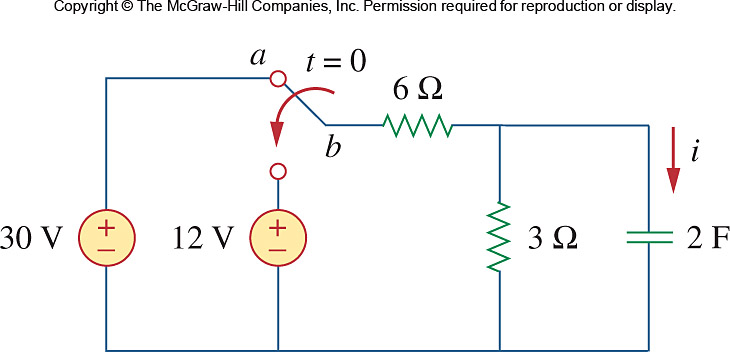 Copyright © The McGraw-Hill Companies, Inc. Permission required for reproduction or display.
a
t = 0
6 Ω
b
i
30 V
+
−
12 V
+
−
3 Ω
2 F